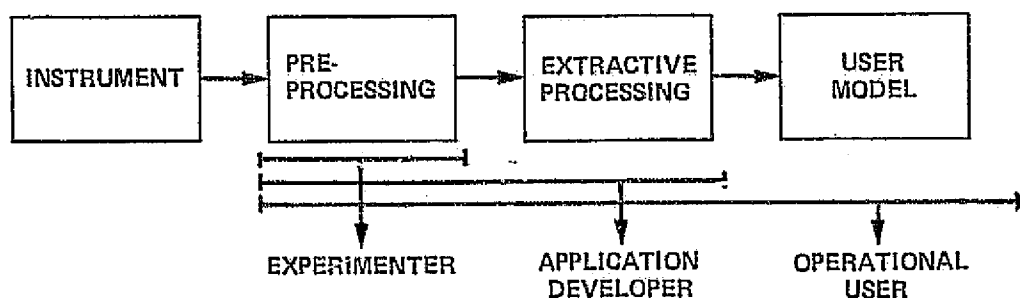 INSTRUMENT
PRE-
PROCESSING
EXTRACTIVE
PROCESSING
USER
MODEL
EXPERIMENTER
APPLICATION
DEVELOPER
OPERATIONAL
USER